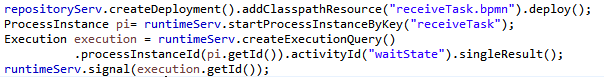 repositoryServ.createDeployment().addClasspathResource("receiveTask.bpmn").deploy();
ProcessInstance pi= runtimeServ.startProcessInstanceByKey("receiveTask");
Execution execution = runtimeServ.createExecutionQuery()
.processInstanceId(pi.getId()).activityId("waitState").singleResult();
runtimeServ.signal(execution.getId());